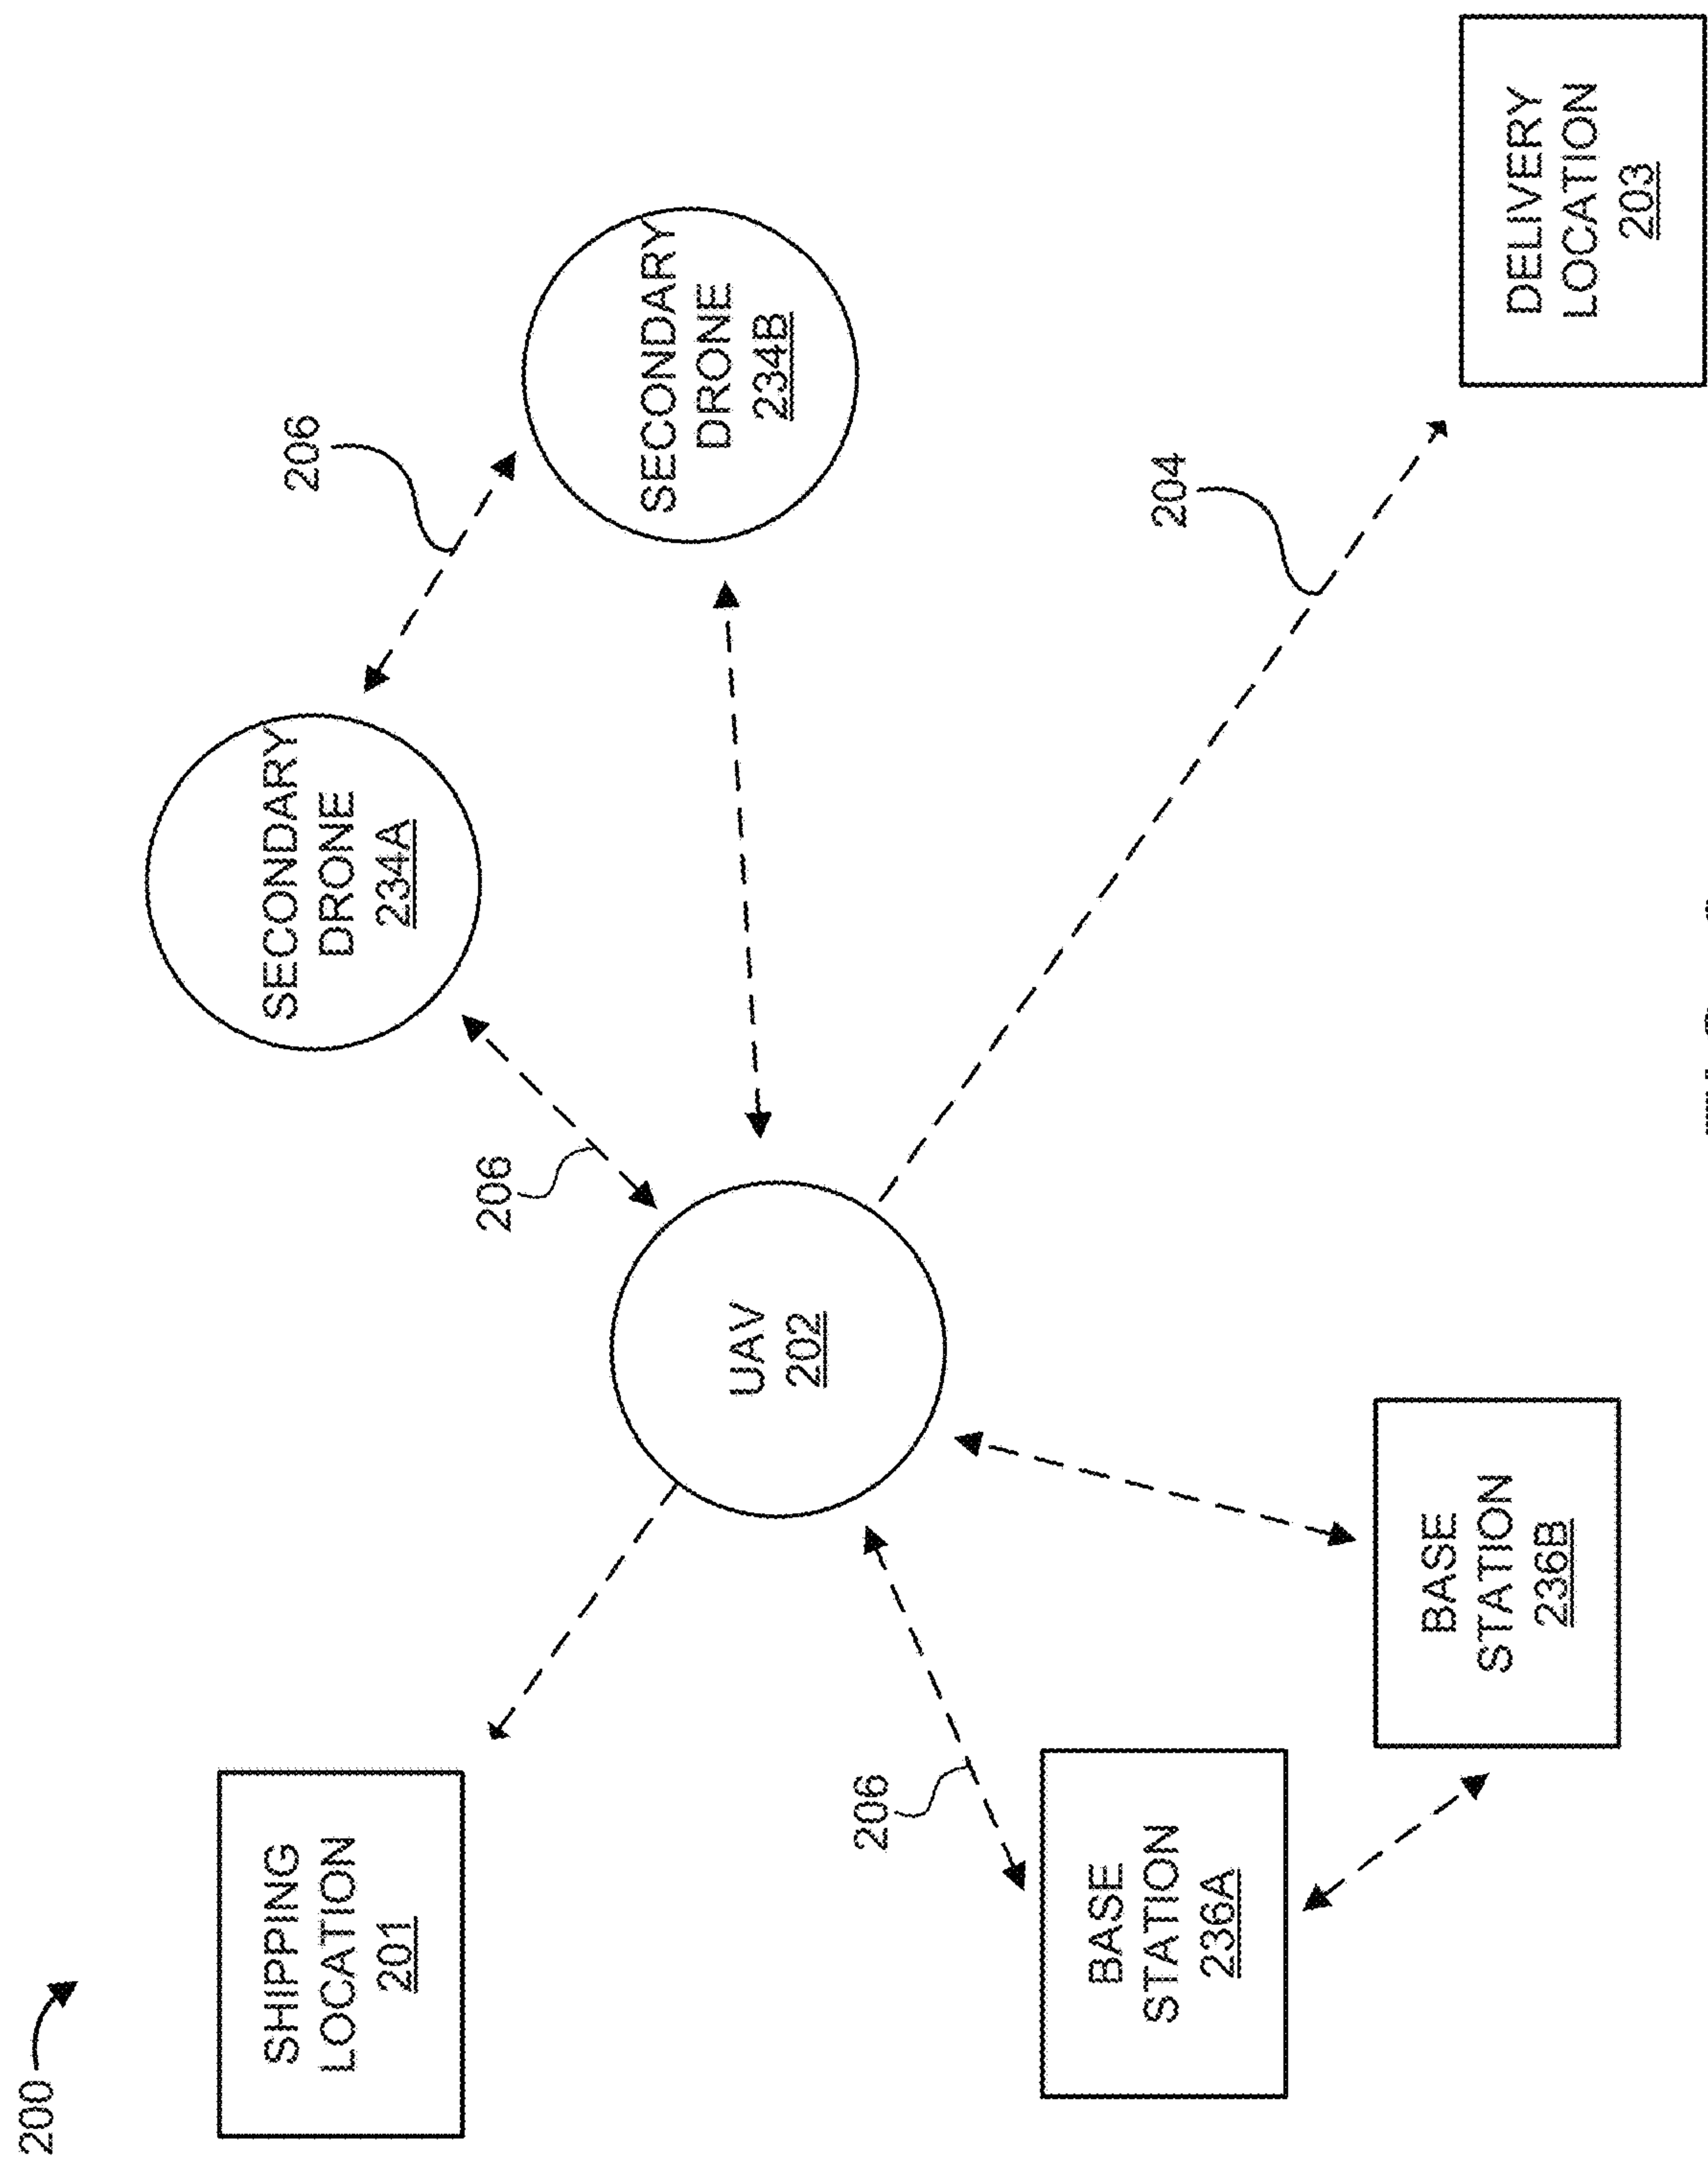 200
SHIPPING
LOCATION
201
206
SECONDARY
DRONE
234A
206
SECONDARY
DRONE
234B
UAV
202
206
BASE
STATION
236A
BASE
STATION
236B
204
DELIVERY
LOCATION
203